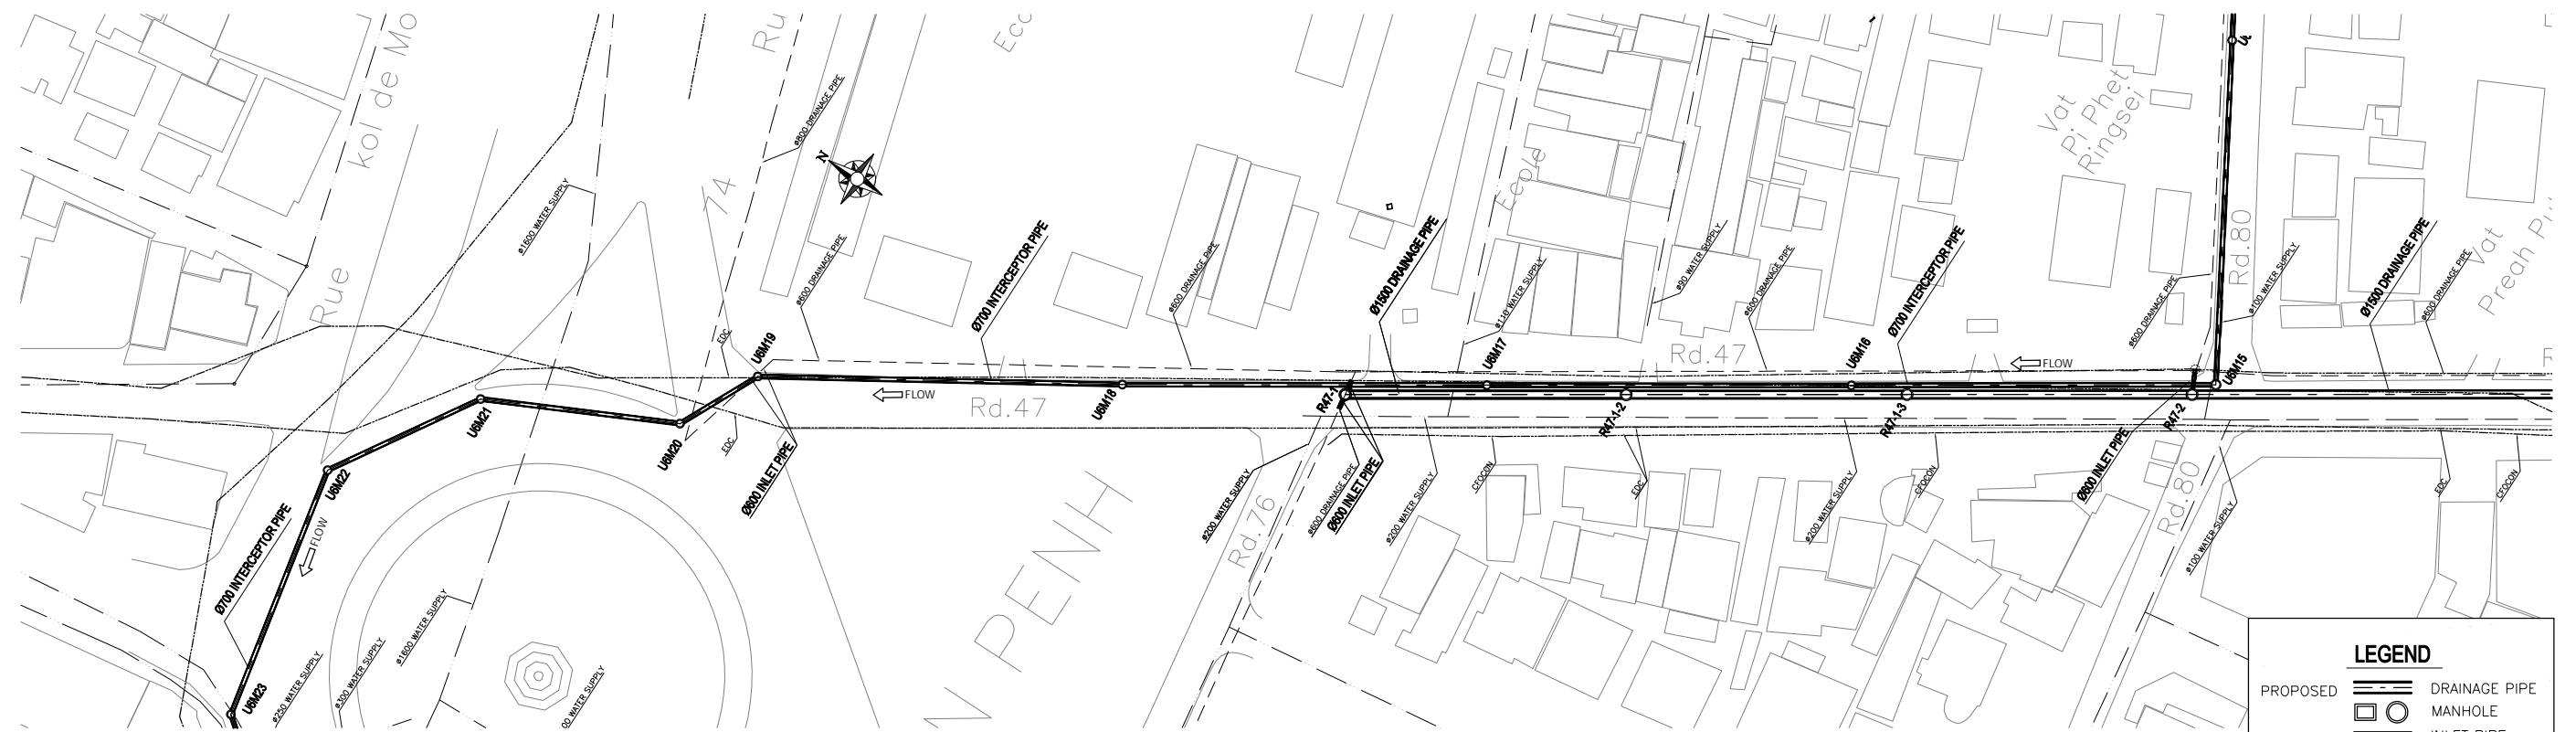 kol de Mo
Ru
Ecc
ø800 DRAINAGE PIPE
N
74
ø1600 WATER SUPPLY
Rue
ø600 DRAINAGE PIPE
Ø700 INTERCEPTOR PIPE
ø600 DRAINAGE PIPE
Ø1500 DRAINAGE PIPE
Ecole
ø110 WATER SUPPLY
ø90 WATER SUPPLY
ø600 DRAINAGE PIPE
Ø700 INTERCEPTOR PIPE
Vat
Pi Phet
Ringsei
ø600 DRAINAGE PIPE
Rd.80
ø100 WATER SUPPLY
Ø1500 DRAINAGE PIPE
ø600 DRAINAGE PIPE
Vat
Preah P
EDC
U6M19
U6M17
Rd.47
U6M16
FLOW
U6M15
FLOW
Rd.47
U6M18
R47-1
R47-1-2
R47-1-3
R47-2
U6M21
U6M20
EDC
U6M22
Ø600 INLET PIPE
ø200 WATER SUPPLY
ø600 DRAINAGE PIPE
Ø600 INLET PIPE
ø200 WATER SUPPLY
CFOCON
EDC
ø200 WATER SUPPLY
CFOCON
Ø600 INLET PIPE
Rd.80
ø100 WATER SUPPLY
EDC
CFOCON
Rd.76
N PENH
Ø700 INTERCEPTOR PIPE
FLOW
U6M23
ø250 WATER SUPPLY
ø300 WATER SUPPLY
ø1600 WATER SUPPLY
00 WATER SUPPLY
LEGEND
PROPOSED DRAINAGE PIPE
MANHOLE
INLET PIPE